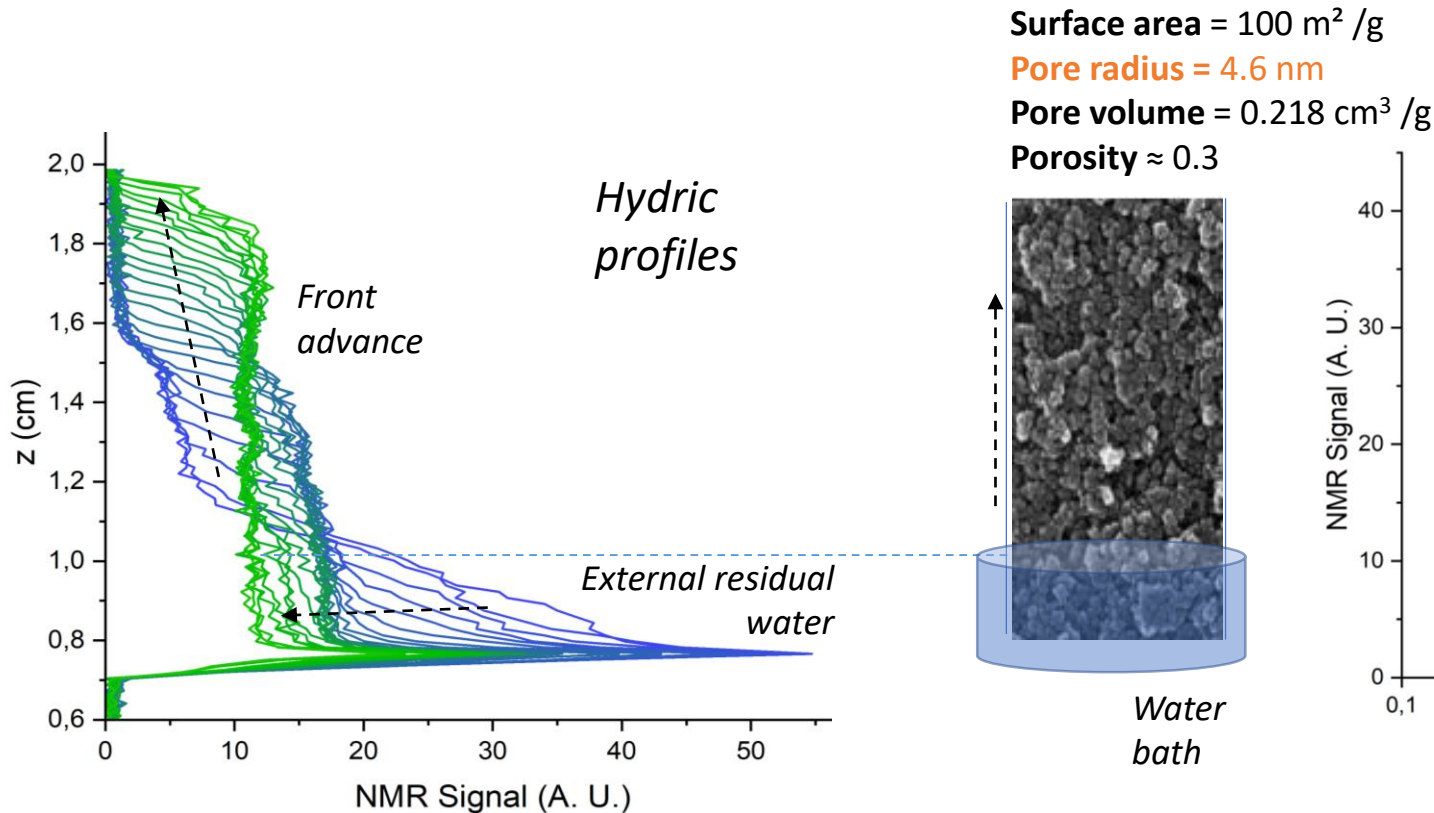 Surface area = 100 m² /g
Pore radius = 4.6 nm
Pore volume = 0.218 cm³ /g
Porosity ≈ 0.3
2,0
1,8
1,6
1,4
1,2
1,0
0,8
0,6
z (cm)
Hydric
profiles
Front
advance
External residual
water
0
10
20
30
40
50
NMR Signal (A. U.)
Water
bath
40
30
20
10
0
NMR Signal (A. U.)
0,1